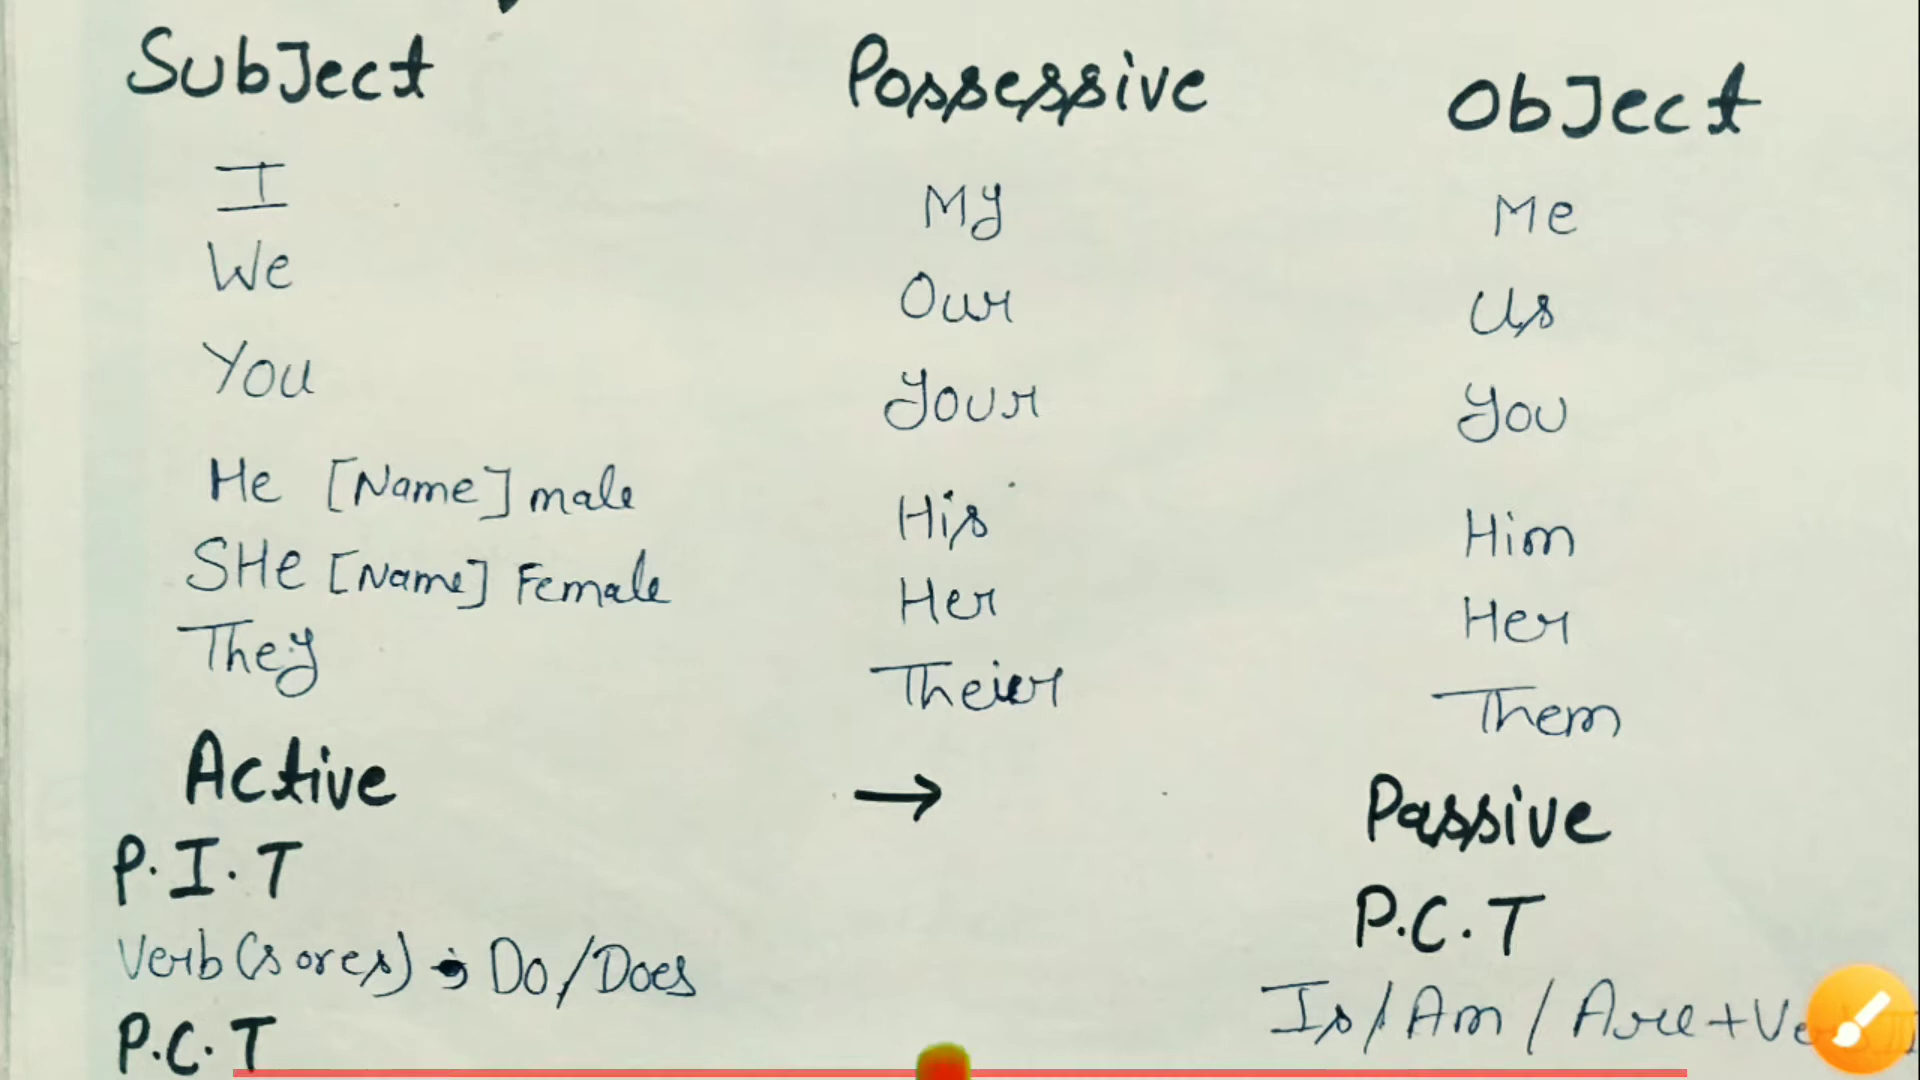 SubJect Possessive ObJect
I My Me
We Our Us
You Your You
He [Name] male His Him
SHe [Name] Female Her Her
They Theier Them
Active → Passive
P.I.T P.C.T
Verb (s or es) ; Do/Does Is/Am/Are+
P.C.T